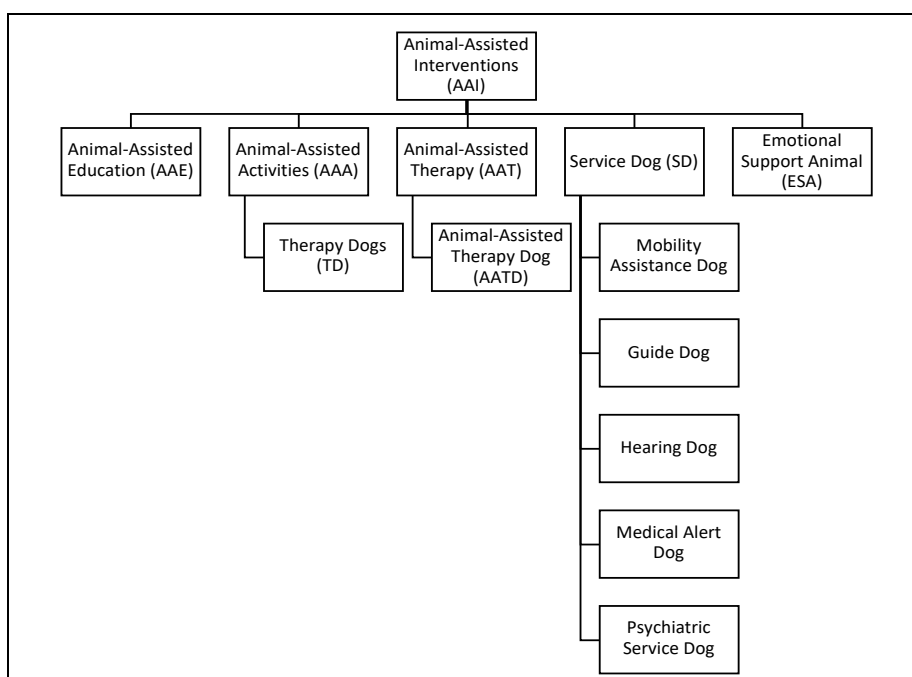 Animal-Assisted
Interventions
(AAI)
Animal-Assisted
Education (AAE)
Animal-Assisted
Activities (AAA)
Animal-Assisted
Therapy (AAT)
Service Dog (SD)
Emotional
Support Animal
(ESA)
Therapy Dogs
(TD)
Animal-Assisted
Therapy Dog
(AATD)
Mobility
Assistance Dog
Guide Dog
Hearing Dog
Medical Alert
Dog
Psychiatric
Service Dog